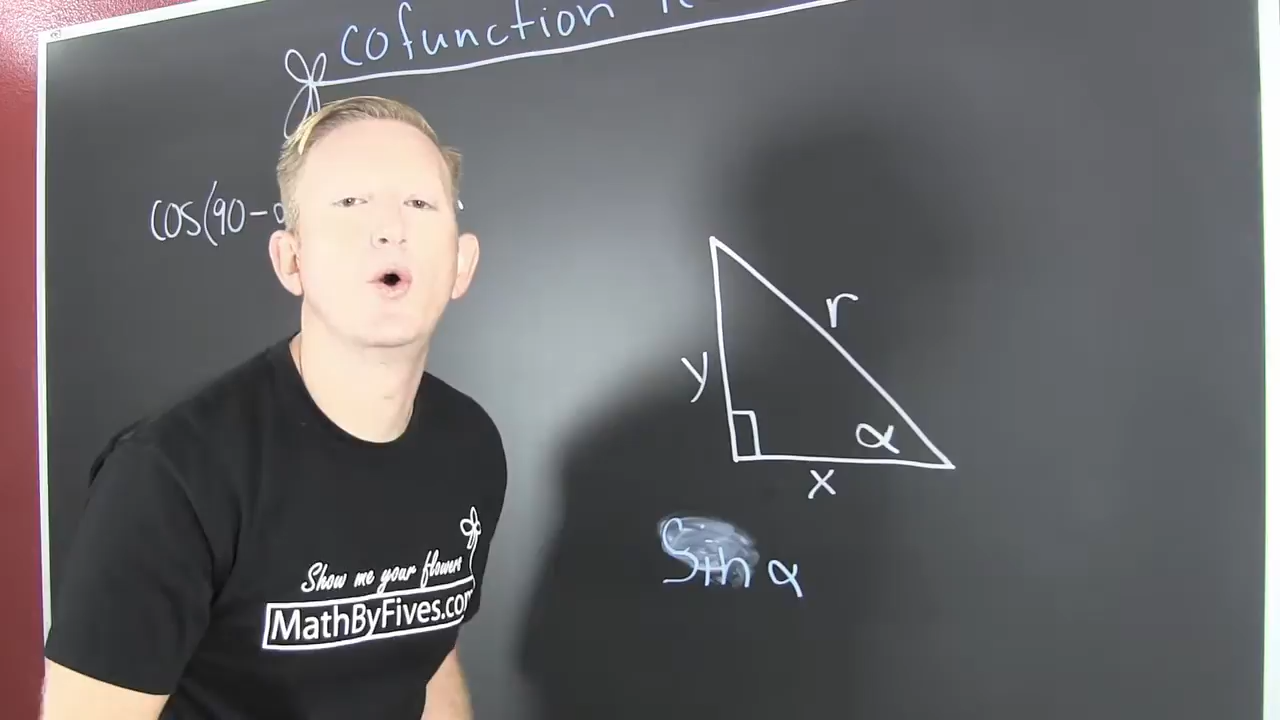 cofunction
cos(90-
r
y
α
x
Sin α
Show me your flowers
MathByFives.com